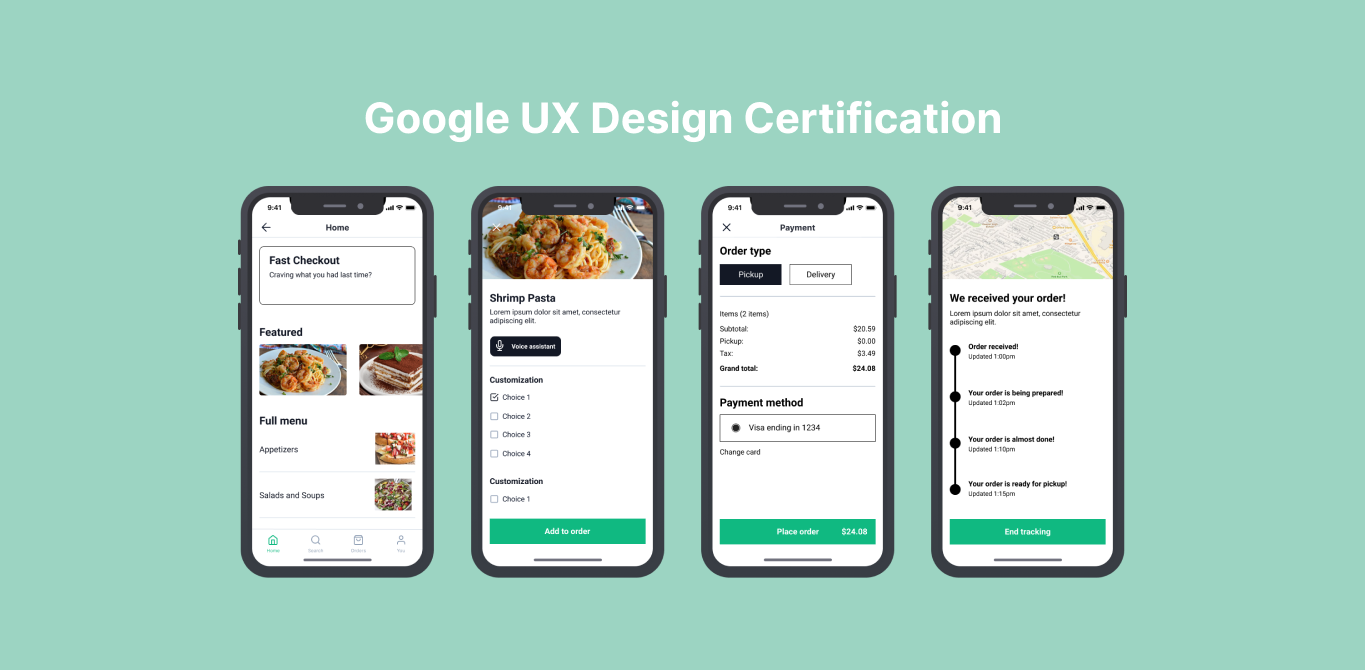 Google UX Design Certification
9:41
Home
Fast Checkout
Craving what you had last time?
Featured
Full menu
Appetizers
Salads and Soups
Home
Search
Orders
You
9:41
Shrimp Pasta
Lorem ipsum dolor sit amet, consectetur
adipiscing elit.
Voice assistant
Customization
Choice 1
Choice 2
Choice 3
Choice 4
Customization
Choice 1
Add to order
9:41
Payment
Order type
Pickup
Delivery
Items (2 items)
Subtotal: $20.59
Pickup: $0.00
Tax: $3.49
Grand total: $24.08
Payment method
Visa ending in 1234
Change card
Place order $24.08
9:41
We received your order!
Lorem ipsum dolor sit amet, consectetur
adipiscing elit.
Order received!
Updated 1:00pm
Your order is being prepared!
Updated 1:02pm
Your order is almost done!
Updated 1:10pm
Your order is ready for pickup!
Updated 1:15pm
End tracking